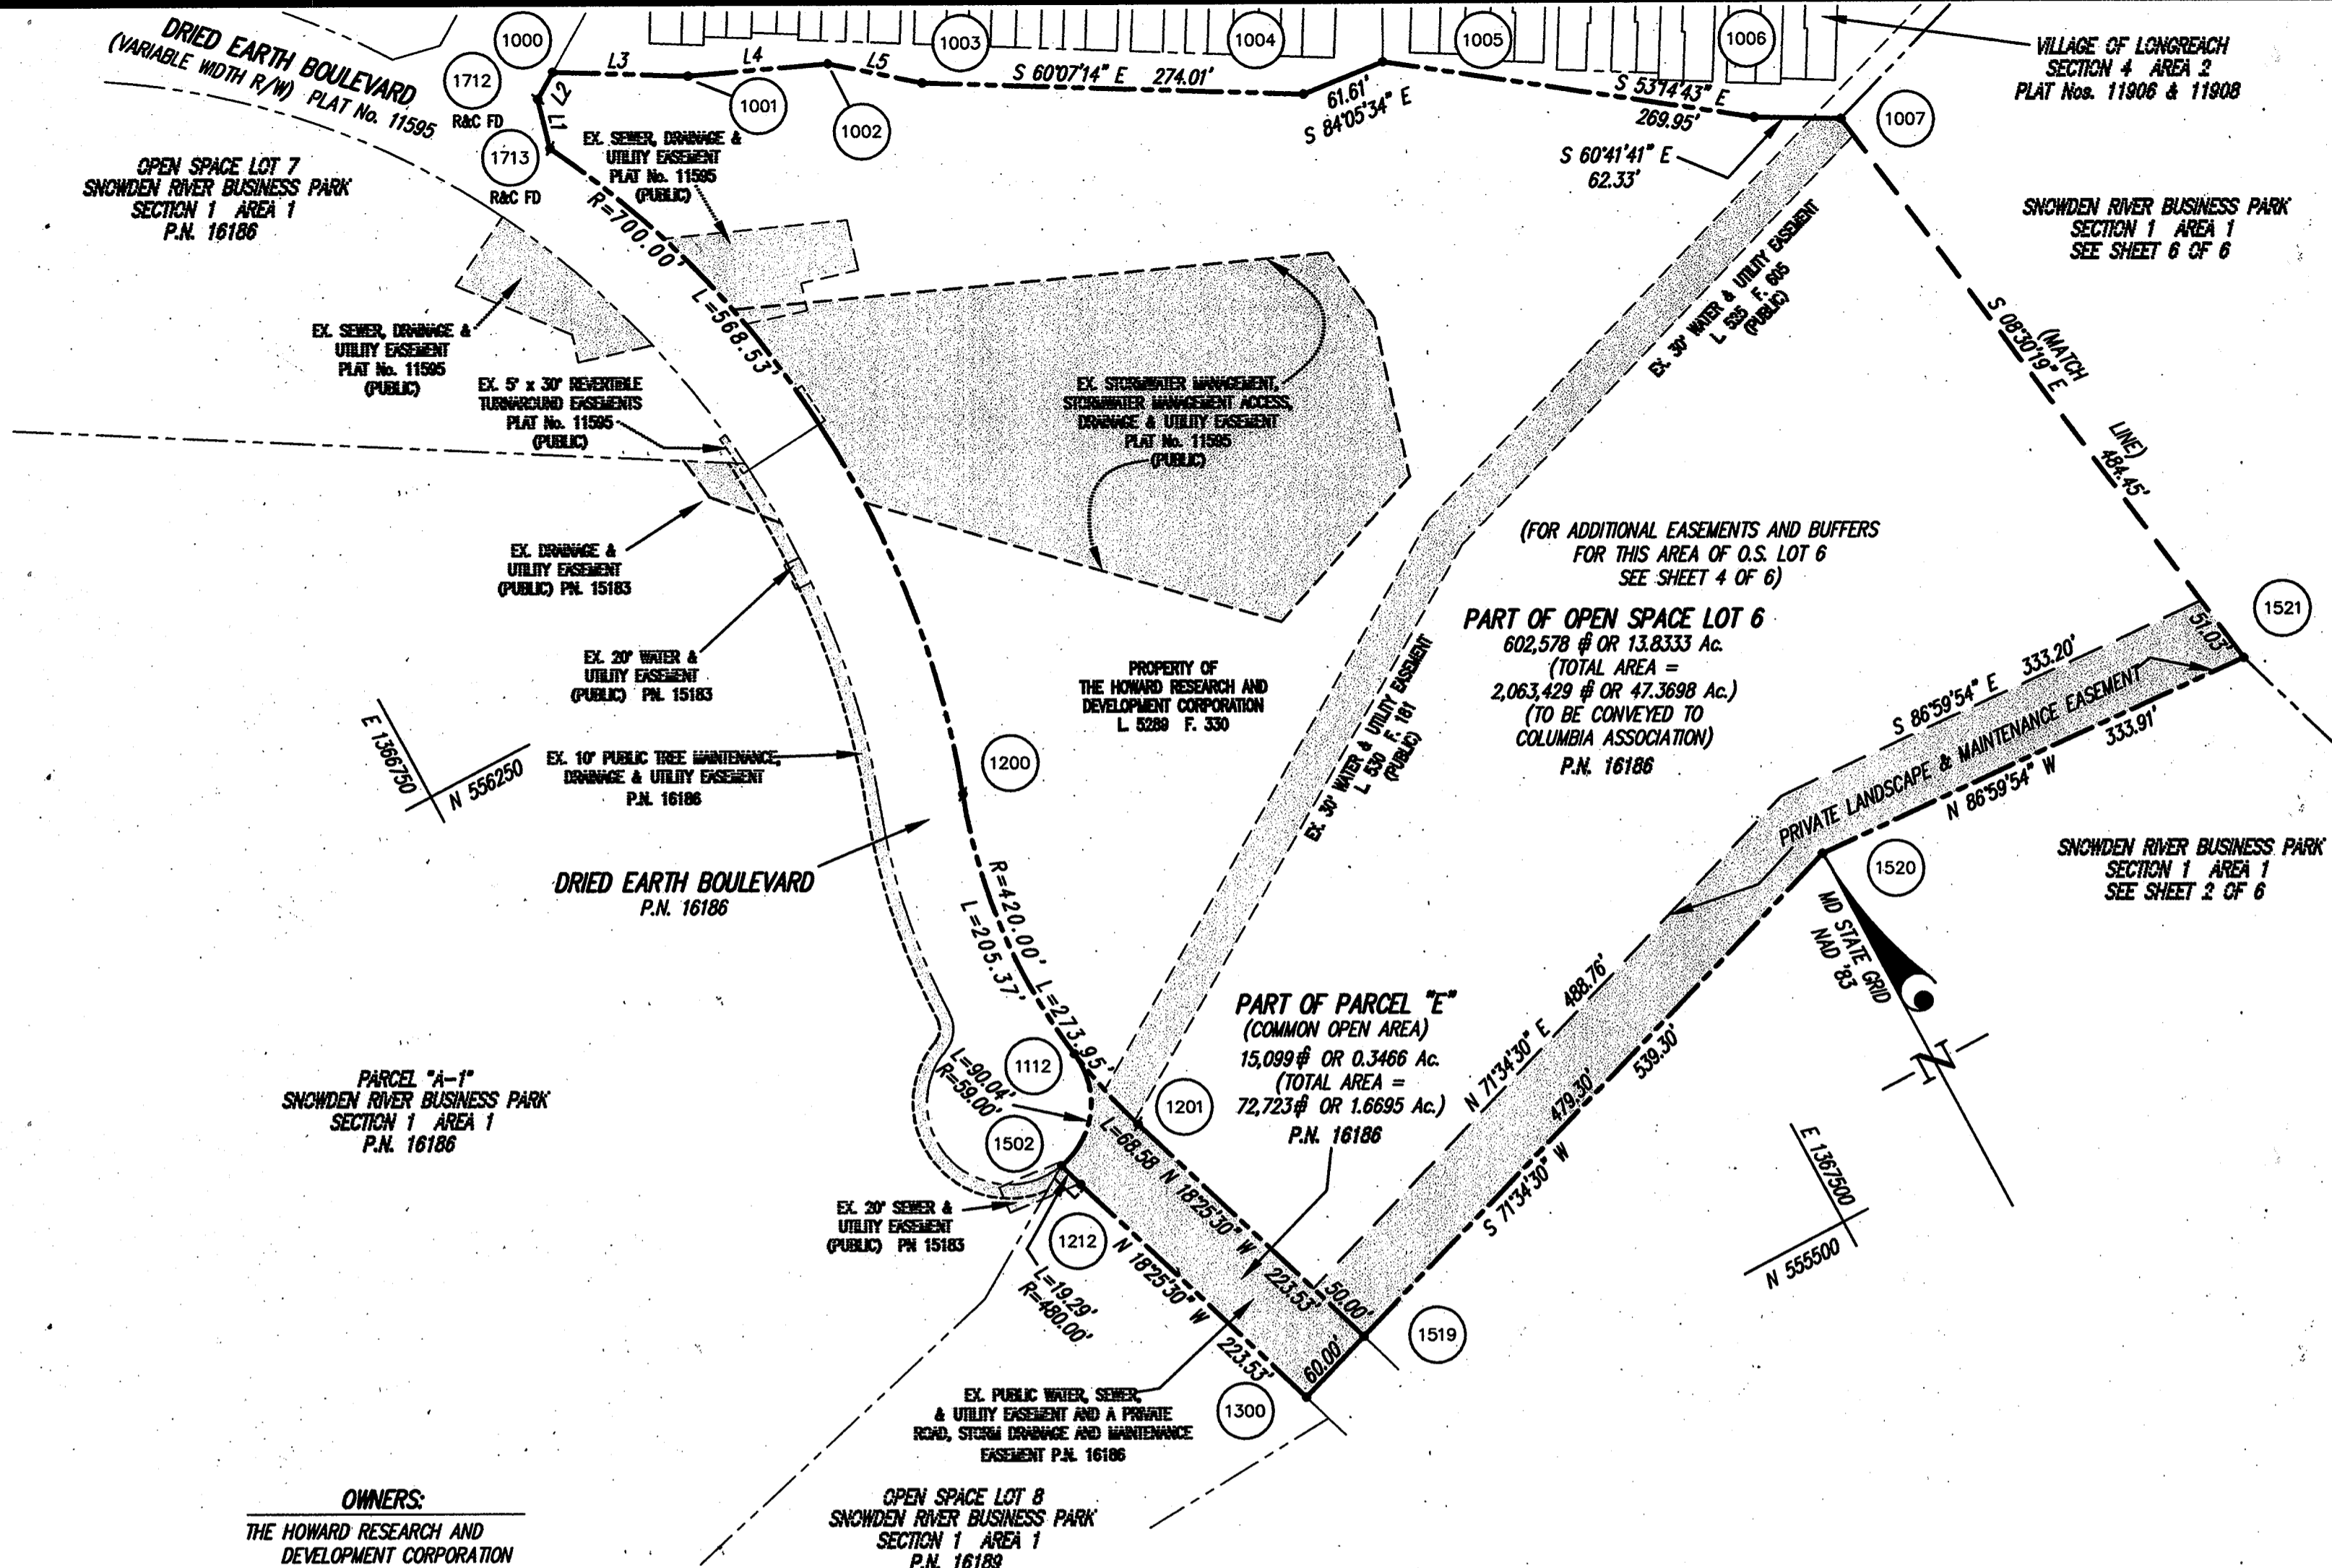 DRIED EARTH BOULEVARD
(VARIABLE WIDTH R/W) PLAT No. 11595
1000
1712
R&C FD
1713
R&C FD
L1
L2
L3
L4
L5
1001
1002
1003
1004
1005
1006
1007
S 60°07'14" E 274.01'
61.61'
S 84°05'34" E
S 53°14'43" E
269.95'
S 60°41'41" E
62.33'
VILLAGE OF LONGREACH
SECTION 4 AREA 2
PLAT Nos. 11906 & 11908
OPEN SPACE LOT 7
SNOWDEN RIVER BUSINESS PARK
SECTION 1 AREA 1
P.N. 16186
EX. SEWER, DRAINAGE &
UTILITY EASEMENT
PLAT No. 11595
(PUBLIC)
R=700.00'
L=568.53'
SNOWDEN RIVER BUSINESS PARK
SECTION 1 AREA 1
SEE SHEET 6 OF 6
EX. SEWER, DRAINAGE &
UTILITY EASEMENT
PLAT No. 11595
(PUBLIC)
EX. 5' x 30' REVERTIBLE
TURNAROUND EASEMENTS
PLAT No. 11595
(PUBLIC)
EX. STORMWATER MANAGEMENT,
STORMWATER MANAGEMENT ACCESS,
DRAINAGE & UTILITY EASEMENT
PLAT No. 11595
(PUBLIC)
EX. 30' WATER & UTILITY EASEMENT
L. 525 F. 605
(PUBLIC)
S 08°30'19" E
(MATCH
LINE)
484.45'
EX. DRAINAGE &
UTILITY EASEMENT
(PUBLIC) PN. 15183
(FOR ADDITIONAL EASEMENTS AND BUFFERS
FOR THIS AREA OF O.S. LOT 6
SEE SHEET 4 OF 6)
PART OF OPEN SPACE LOT 6
602,578 ⏀ OR 13.8333 Ac.
(TOTAL AREA =
2,063,429 ⏀ OR 47.3698 Ac.)
(TO BE CONVEYED TO
COLUMBIA ASSOCIATION)
P.N. 16186
1521
51.03'
EX. 20' WATER &
UTILITY EASEMENT
(PUBLIC) PN. 15183
PROPERTY OF
THE HOWARD RESEARCH AND
DEVELOPMENT CORPORATION
L. 5289 F. 330
EX. 30' WATER & UTILITY EASEMENT
L. 530 F. 181
(PUBLIC)
S 86°59'54" E 333.20'
PRIVATE LANDSCAPE & MAINTENANCE EASEMENT
333.91'
N 86°59'54" W
E 1366750
N 556250
EX. 10' PUBLIC TREE MAINTENANCE,
DRAINAGE & UTILITY EASEMENT
P.N. 16186
1200
DRIED EARTH BOULEVARD
P.N. 16186
R=420.00' L=273.95'
L=205.37'
1520
SNOWDEN RIVER BUSINESS PARK
SECTION 1 AREA 1
SEE SHEET 2 OF 6
MD STATE GRID
NAD '83
N
PART OF PARCEL "E"
(COMMON OPEN AREA)
15,099 ⏀ OR 0.3466 Ac.
(TOTAL AREA =
72,723 ⏀ OR 1.6695 Ac.)
P.N. 16186
N 71°34'30" E 488.76'
539.30'
479.30'
S 71°34'30" W
1112
L=90.04'
R=59.00'
1201
1502
L=68.58
N 18°25'30" W 223.53'
50.00'
PARCEL "A-1"
SNOWDEN RIVER BUSINESS PARK
SECTION 1 AREA 1
P.N. 16186
E 1367500
N 555500
EX. 20' SEWER &
UTILITY EASEMENT
(PUBLIC) PN 15183
1212
L=19.29'
R=480.00'
N 18°25'30" W 223.53'
60.00'
1519
1300
EX. PUBLIC WATER, SEWER,
& UTILITY EASEMENT AND A PRIVATE
ROAD, STORM DRAINAGE AND MAINTENANCE
EASEMENT P.N. 16186
OPEN SPACE LOT 8
SNOWDEN RIVER BUSINESS PARK
SECTION 1 AREA 1
P.N. 16189
OWNERS:
THE HOWARD RESEARCH AND
DEVELOPMENT CORPORATION